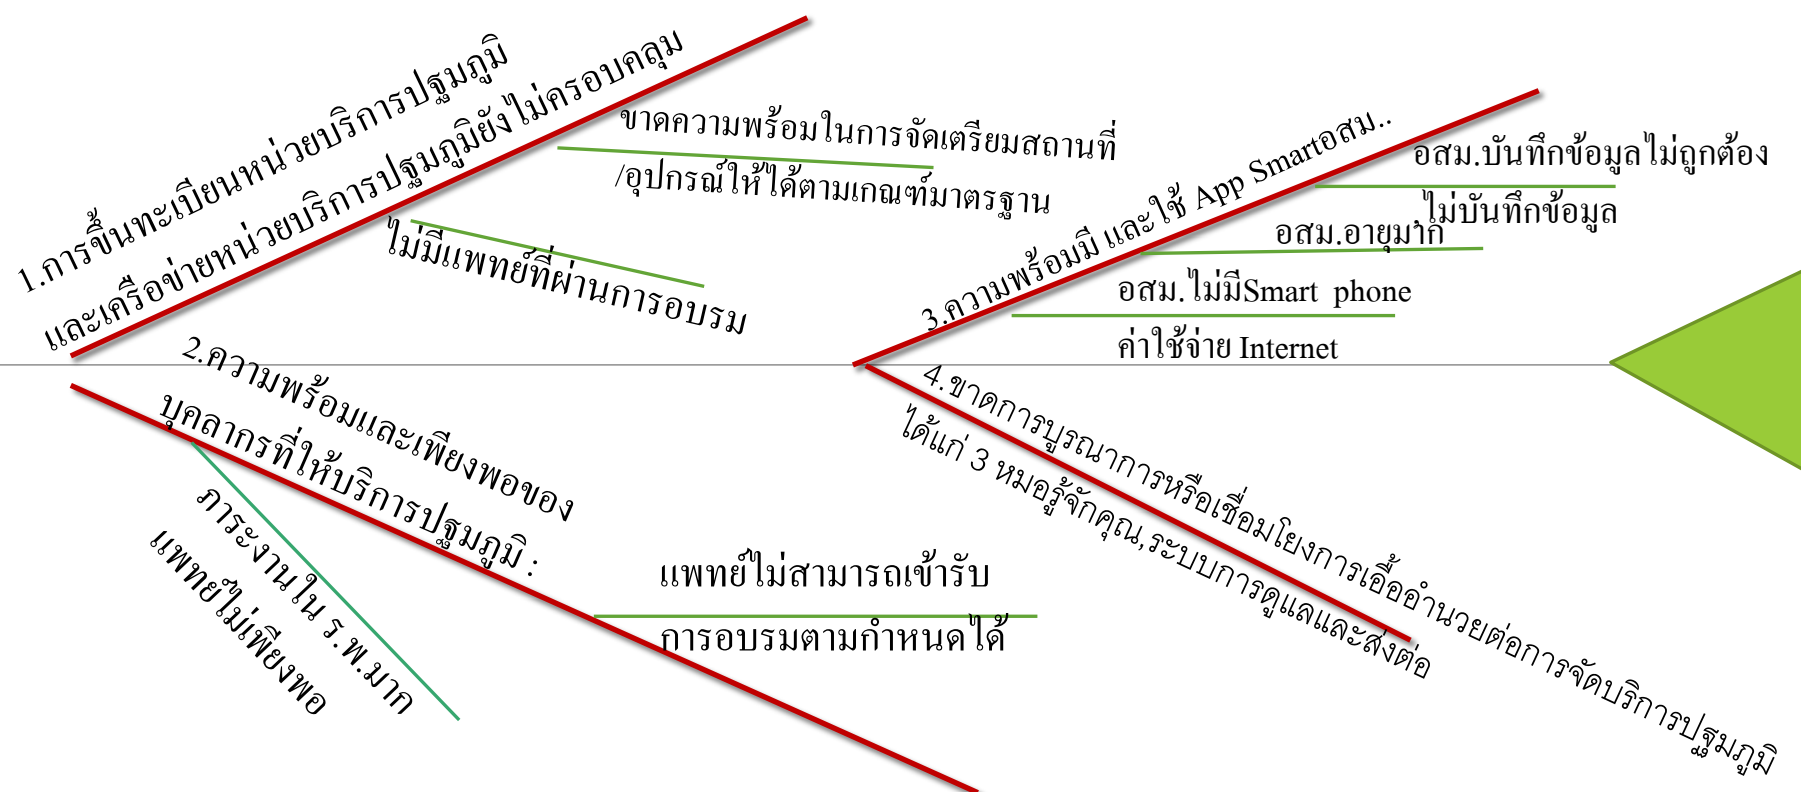 1.การขึ้นทะเบียนหน่วยบริการปฐมภูมิ
และเครือข่ายหน่วยบริการปฐมภูมิยังไม่ครอบคลุม
ขาดความพร้อมในการจัดเตรียมสถานที่
/อุปกรณ์ให้ได้ตามเกณฑ์มาตรฐาน
ไม่มีแพทย์ที่ผ่านการอบรม
2.ความพร้อมและเพียงพอของ
บุคลากรที่ให้บริการปฐมภูมิ :
ภาระงานใน ร.พ.มาก
แพทย์ไม่เพียงพอ
แพทย์ไม่สามารถเข้ารับ
การอบรมตามกำหนดได้
3.ความพร้อมมี และใช้ App Smartอสม..
อสม.บันทึกข้อมูลไม่ถูกต้อง
,ไม่บันทึกข้อมูล
อสม.อายุมาก
อสม.ไม่มีSmart phone
ค่าใช้จ่าย Internet
4.ขาดการบูรณาการหรือเชื่อมโยงการเอื้ออำนวยต่อการจัดบริการปฐมภูมิ
ได้แก่ 3 หมอรู้จักคุณ,ระบบการดูแลและส่งต่อ